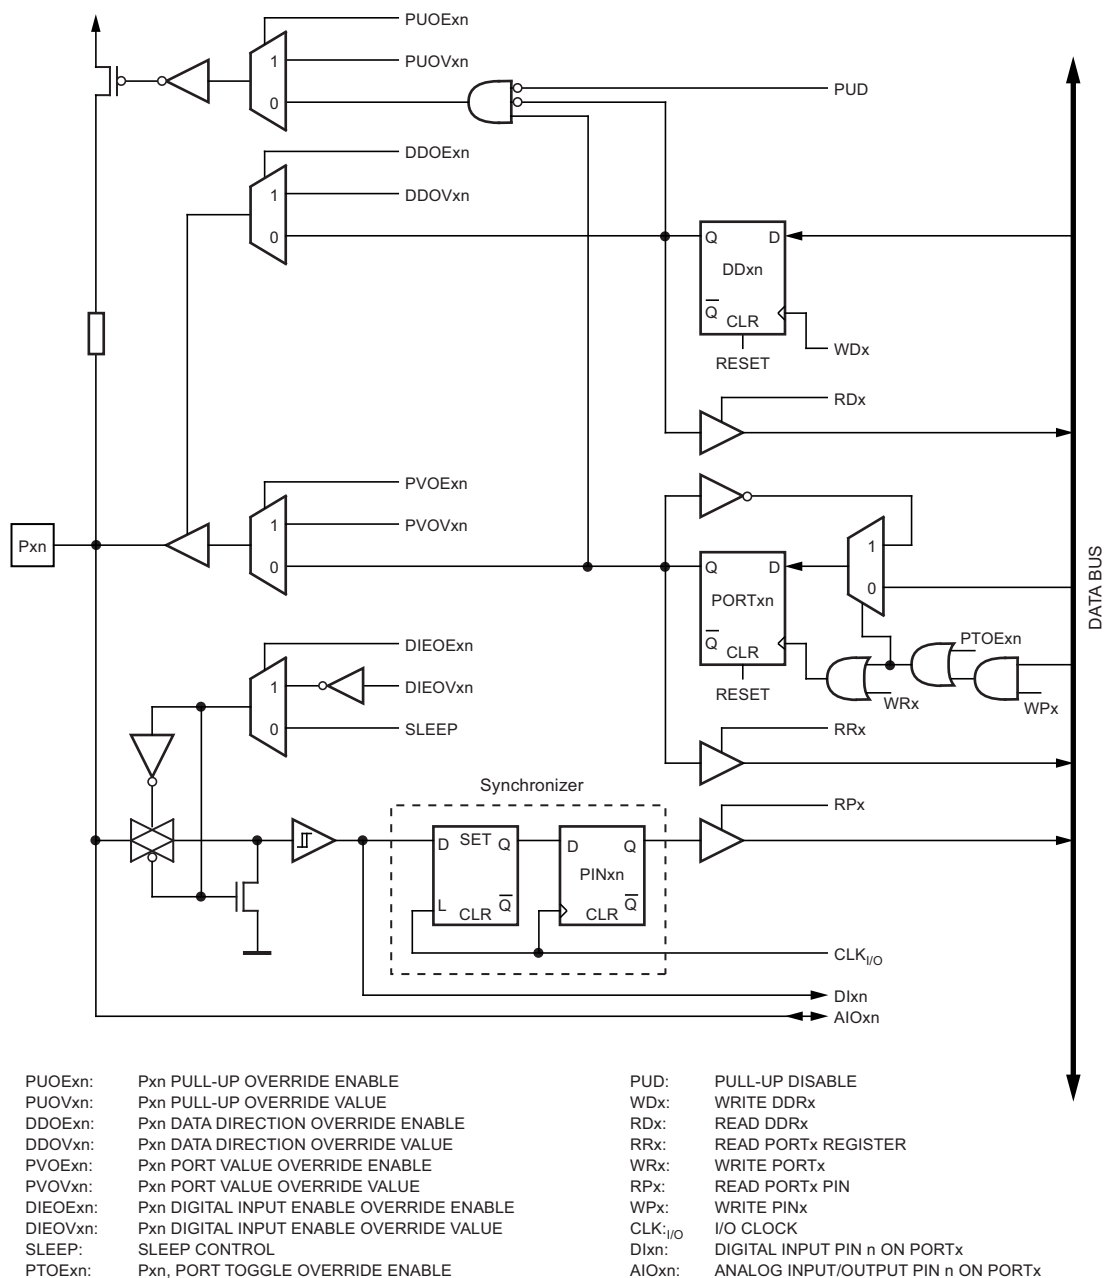 PUOExn
1
PUOVxn
0
PUD
DDOExn
1
DDOVxn
0
Q D
DDxn
Q
CLR
RESET
WDx
RDx
PVOExn
1
PVOVxn
0
Pxn
1
0
Q D
PORTxn
Q
CLR
RESET
PTOExn
WRx
WPx
DATA BUS
DIEOExn
1
DIEOVxn
0
SLEEP
RRx
Synchronizer
RPx
D SET Q
L
CLR Q
D Q
PINxn
CLR Q
CLKI/O
DIxn
AIOxn
PUOExn: Pxn PULL-UP OVERRIDE ENABLE
PUOVxn: Pxn PULL-UP OVERRIDE VALUE
DDOExn: Pxn DATA DIRECTION OVERRIDE ENABLE
DDOVxn: Pxn DATA DIRECTION OVERRIDE VALUE
PVOExn: Pxn PORT VALUE OVERRIDE ENABLE
PVOVxn: Pxn PORT VALUE OVERRIDE VALUE
DIEOExn: Pxn DIGITAL INPUT ENABLE OVERRIDE ENABLE
DIEOVxn: Pxn DIGITAL INPUT ENABLE OVERRIDE VALUE
SLEEP: SLEEP CONTROL
PTOExn: Pxn, PORT TOGGLE OVERRIDE ENABLE
PUD: PULL-UP DISABLE
WDx: WRITE DDRx
RDx: READ DDRx
RRx: READ PORTx REGISTER
WRx: WRITE PORTx
RPx: READ PORTx PIN
WPx: WRITE PINx
CLK:I/O I/O CLOCK
DIxn: DIGITAL INPUT PIN n ON PORTx
AIOxn: ANALOG INPUT/OUTPUT PIN n ON PORTx